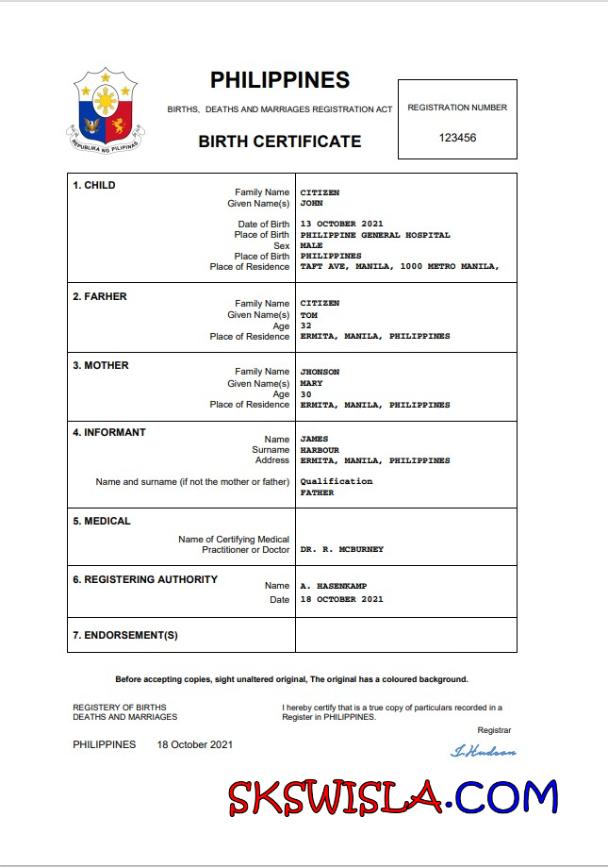 PHILIPPINES
BIRTHS, DEATHS AND MARRIAGES REGISTRATION ACT
BIRTH CERTIFICATE
REGISTRATION NUMBER
123456
REPUBLIKA NG PILIPINAS
1. CHILD
Family Name CITIZEN
Given Name(s) JOHN
Date of Birth 13 OCTOBER 2021
Place of Birth PHILIPPINE GENERAL HOSPITAL
Sex MALE
Place of Birth PHILIPPINES
Place of Residence TAFT AVE, MANILA, 1000 METRO MANILA,
2. FARHER
Family Name CITIZEN
Given Name(s) TOM
Age 32
Place of Residence ERMITA, MANILA, PHILIPPINES
3. MOTHER
Family Name JHONSON
Given Name(s) MARY
Age 30
Place of Residence ERMITA, MANILA, PHILIPPINES
4. INFORMANT
Name JAMES
Surname HARBOUR
Address ERMITA, MANILA, PHILIPPINES
Name and surname (if not the mother or father) Qualification
FATHER
5. MEDICAL
Name of Certifying Medical
Practitioner or Doctor DR. R. MCBURNEY
6. REGISTERING AUTHORITY
Name A. HASENKAMP
Date 18 OCTOBER 2021
7. ENDORSEMENT(S)
Before accepting copies, sight unaltered original, The original has a coloured background.
REGISTERY OF BIRTHS
DEATHS AND MARRIAGES
I hereby certify that is a true copy of particulars recorded in a
Register in PHILIPPINES.
Registrar
PHILIPPINES 18 October 2021
I. Hudson
SKSWISLA.COM